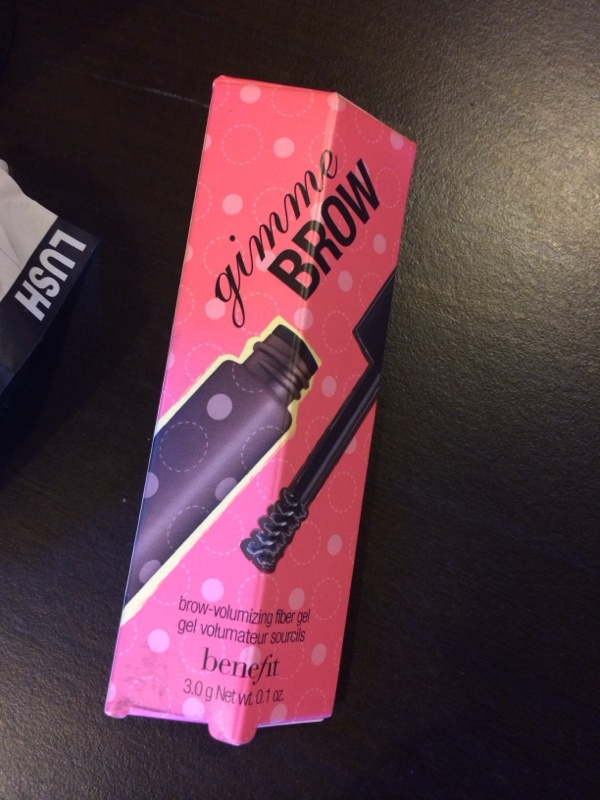 gimme
BROW
brow-volumizing fiber gel
gel volumateur sourcils
benefit
3.0 g Net wt. 0.1 oz.
LUSH